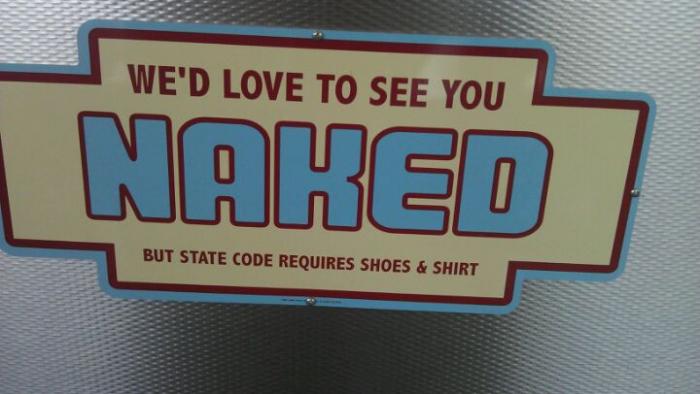 WE'D LOVE TO SEE YOU
NAKED
BUT STATE CODE REQUIRES SHOES & SHIRT